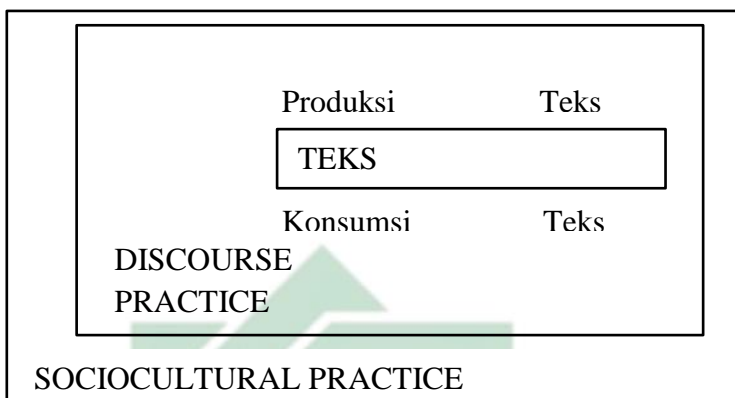 Produksi Teks
TEKS
Konsumsi Teks
DISCOURSE
PRACTICE
SOCIOCULTURAL PRACTICE